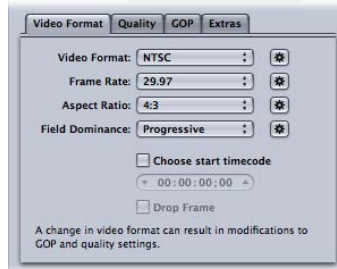 Video Format Quality GOP Extras
Video Format: NTSC
Frame Rate: 29.97
Aspect Ratio: 4:3
Field Dominance: Progressive
Choose start timecode
00:00:00;00
Drop Frame
A change in video format can result in modifications to
GOP and quality settings.